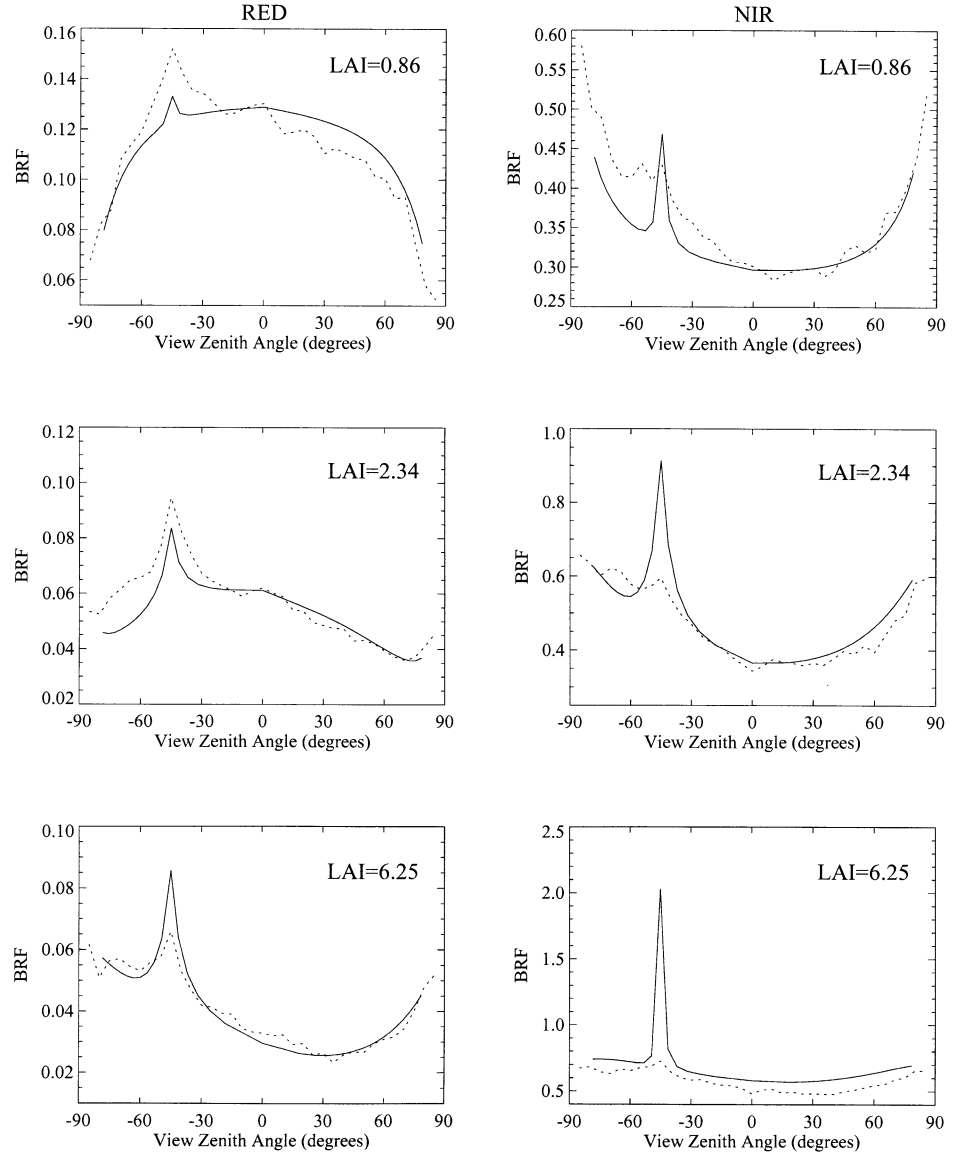 RED
0.16
0.14
0.12
0.10
0.08
0.06
BRF
LAI=0.86
-90 -60 -30 0 30 60 90
View Zenith Angle (degrees)
NIR
0.60
0.55
0.50
0.45
0.40
0.35
0.30
0.25
BRF
LAI=0.86
-90 -60 -30 0 30 60 90
View Zenith Angle (degrees)
0.12
0.10
0.08
0.06
0.04
0.02
BRF
LAI=2.34
-90 -60 -30 0 30 60 90
View Zenith Angle (degrees)
1.0
0.8
0.6
0.4
BRF
LAI=2.34
-90 -60 -30 0 30 60 90
View Zenith Angle (degrees)
0.10
0.08
0.06
0.04
0.02
BRF
LAI=6.25
-90 -60 -30 0 30 60 90
View Zenith Angle (degrees)
2.5
2.0
1.5
1.0
0.5
BRF
LAI=6.25
-90 -60 -30 0 30 60 90
View Zenith Angle (degrees)